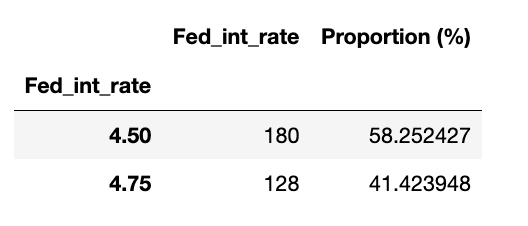 Fed_int_rate Proportion (%)
Fed_int_rate
4.50 180 58.252427
4.75 128 41.423948